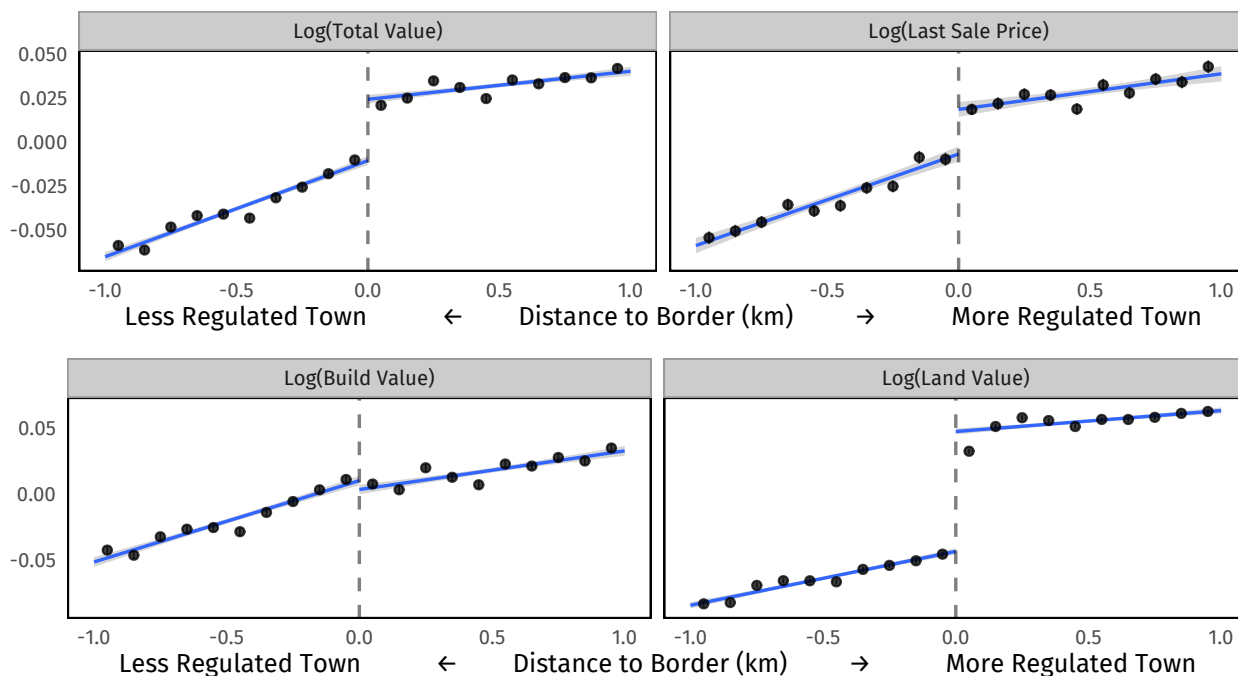 Log(Total Value) Log(Last Sale Price)
0.050
0.025
0.000
-0.025
-0.050
-1.0 -0.5 0.0 0.5 1.0 -1.0 -0.5 0.0 0.5 1.0
Less Regulated Town ← Distance to Border (km) → More Regulated Town
Log(Build Value) Log(Land Value)
0.05
0.00
-0.05
-1.0 -0.5 0.0 0.5 1.0 -1.0 -0.5 0.0 0.5 1.0
Less Regulated Town ← Distance to Border (km) → More Regulated Town